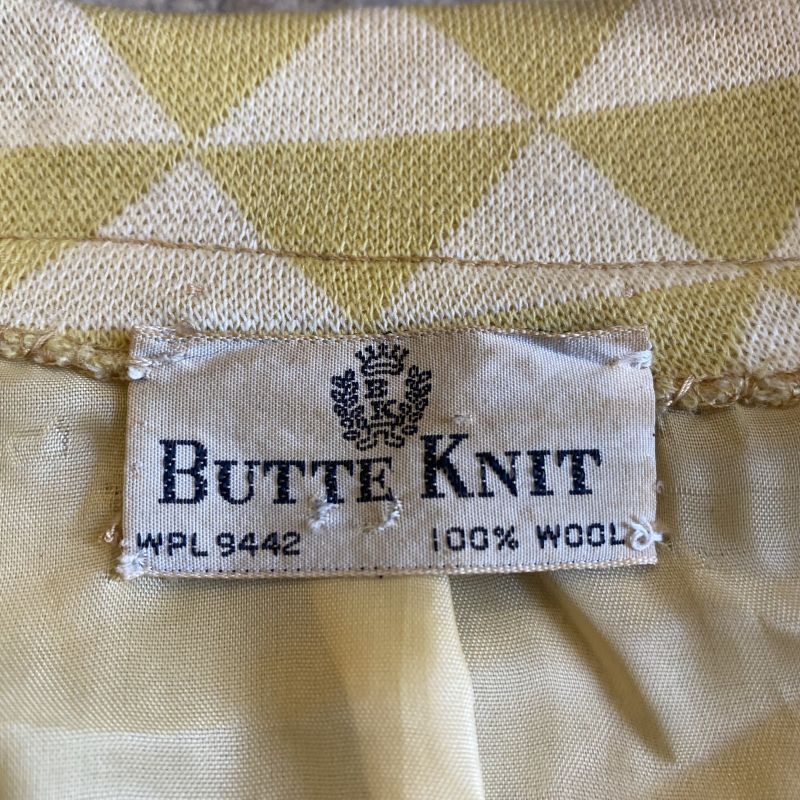 B
K
BUTTE KNIT
WPL 9442 100% WOOL